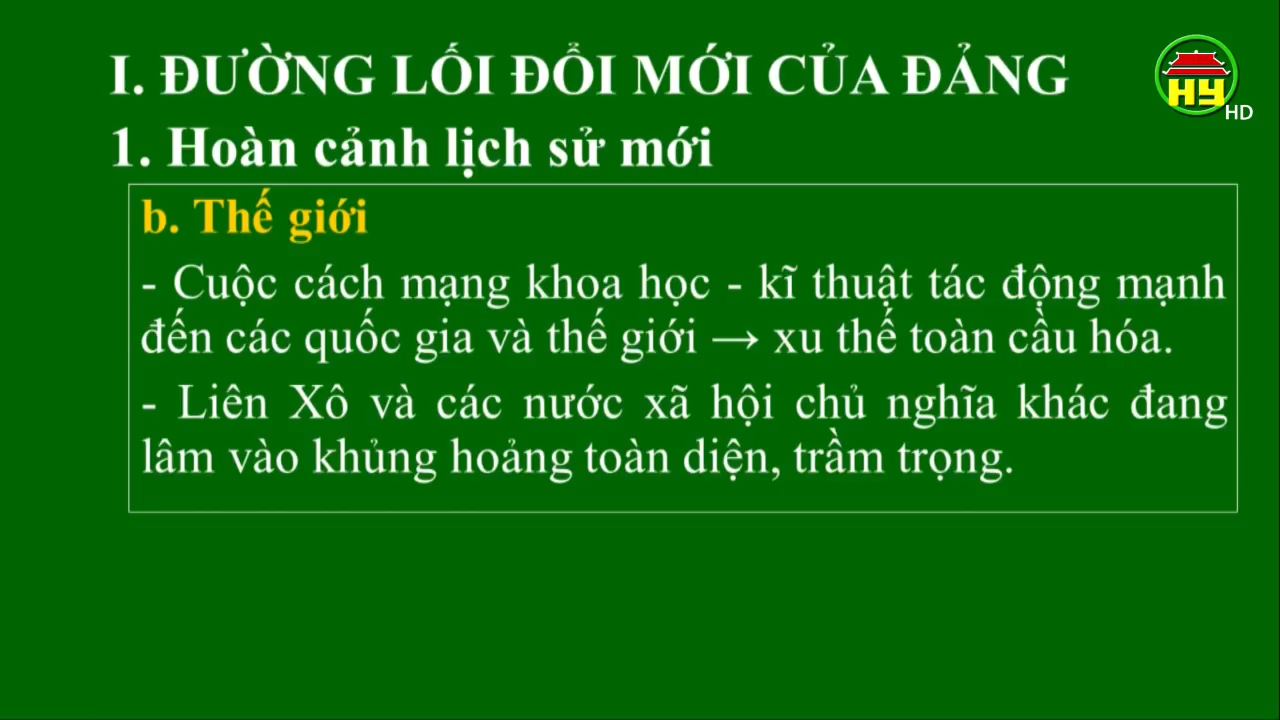 I. ĐƯỜNG LỐI ĐỔI MỚI CỦA ĐẢNG
HY
HD
1. Hoàn cảnh lịch sử mới
b. Thế giới
- Cuộc cách mạng khoa học - kĩ thuật tác động mạnh
đến các quốc gia và thế giới → xu thế toàn cầu hóa.
- Liên Xô và các nước xã hội chủ nghĩa khác đang
lâm vào khủng hoảng toàn diện, trầm trọng.